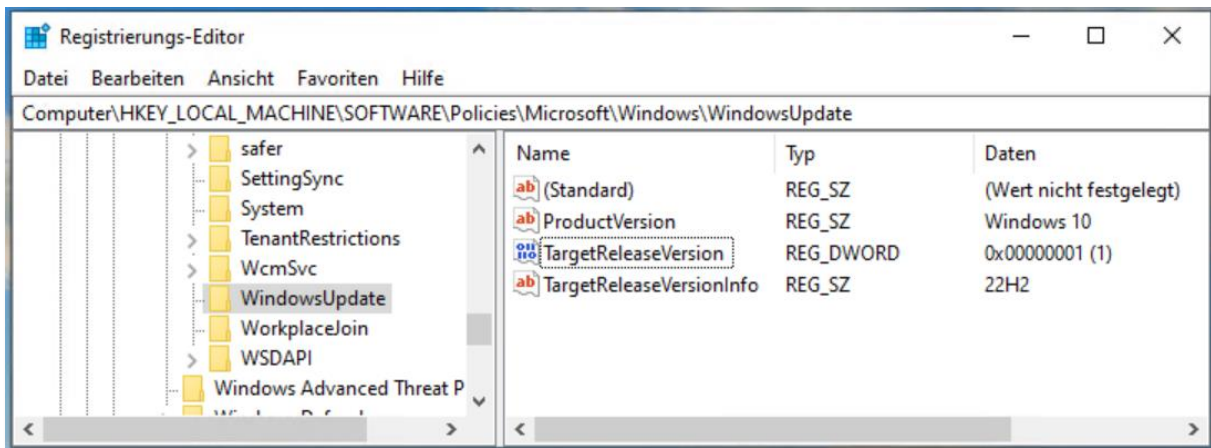 Registrierungs-Editor
Datei Bearbeiten Ansicht Favoriten Hilfe
Computer\HKEY_LOCAL_MACHINE\SOFTWARE\Policies\Microsoft\Windows\WindowsUpdate
safer
SettingSync
System
TenantRestrictions
WcmSvc
WindowsUpdate
WorkplaceJoin
WSDAPI
Windows Advanced Threat P
Name Typ Daten
(Standard) REG_SZ (Wert nicht festgelegt)
ProductVersion REG_SZ Windows 10
TargetReleaseVersion REG_DWORD 0x00000001 (1)
TargetReleaseVersionInfo REG_SZ 22H2